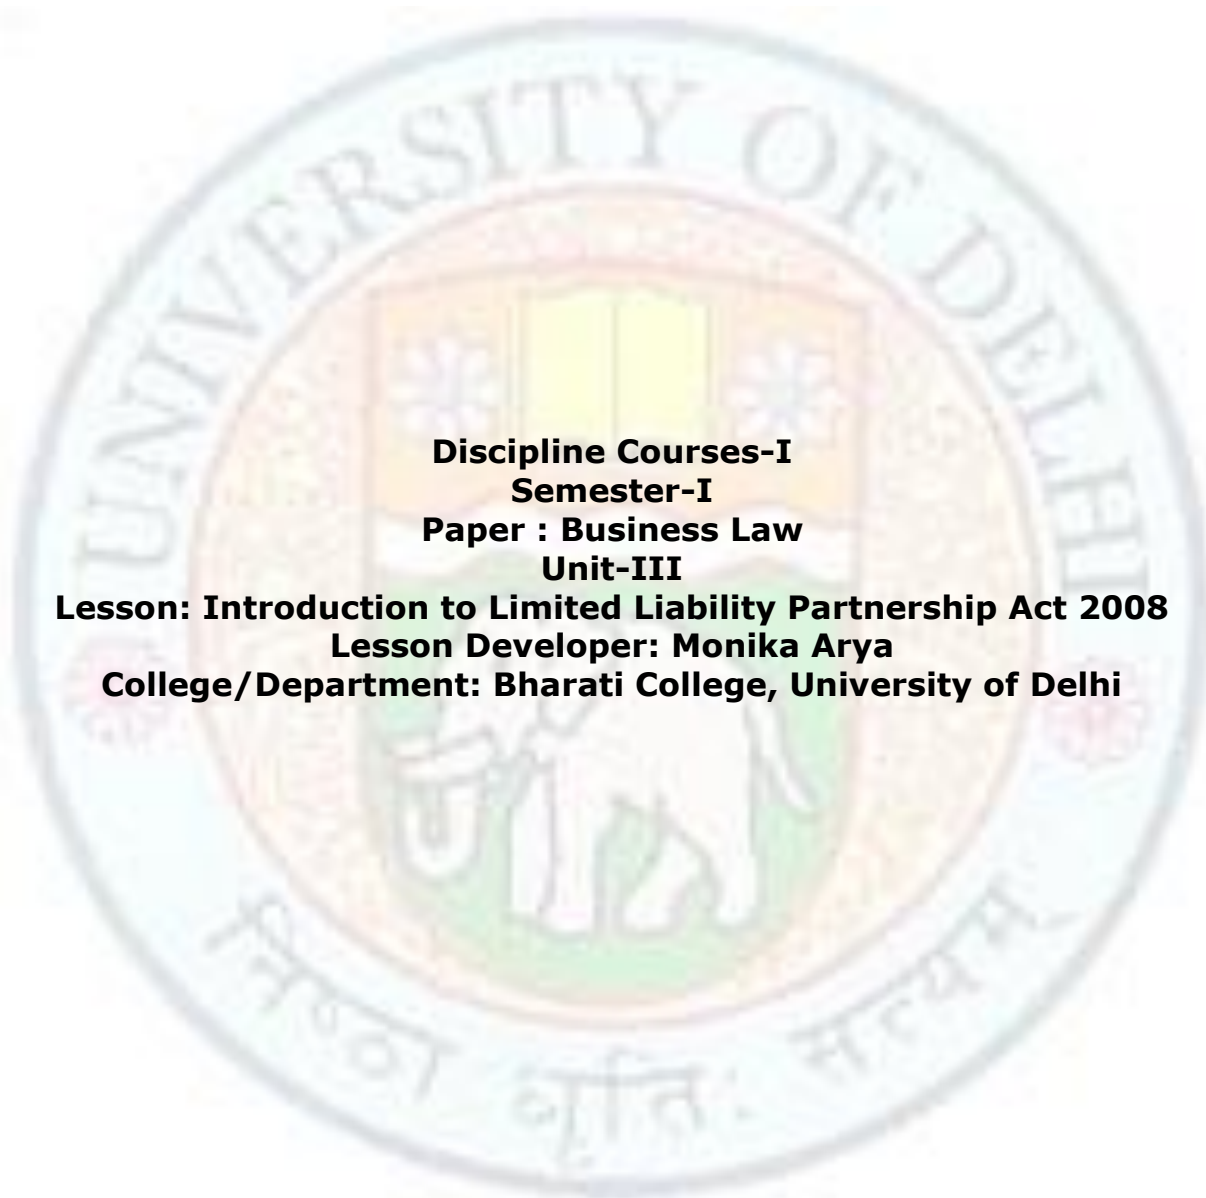 UNIVERSITY OF DELHI
Discipline Courses-I
Semester-I
Paper : Business Law
Unit-III
Lesson: Introduction to Limited Liability Partnership Act 2008
Lesson Developer: Monika Arya
College/Department: Bharati College, University of Delhi